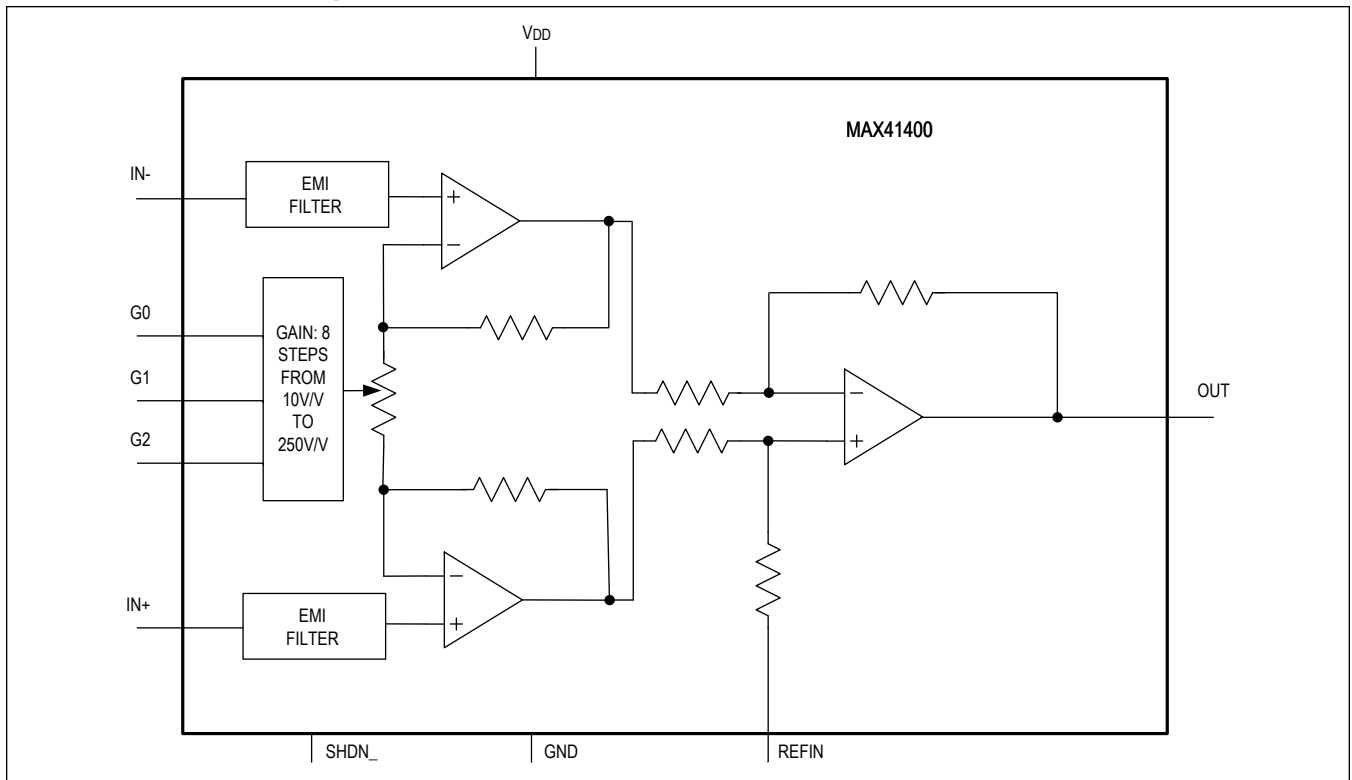 VDD
MAX41400
IN-
EMI
FILTER
+
−
G0
G1
G2
GAIN: 8
STEPS
FROM
10V/V
TO
250V/V
−
+
OUT
IN+
EMI
FILTER
−
+
SHDN_
GND
REFIN